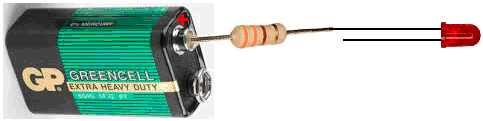 +
0% MERCURY
GP
GREENCELL
EXTRA HEAVY DUTY